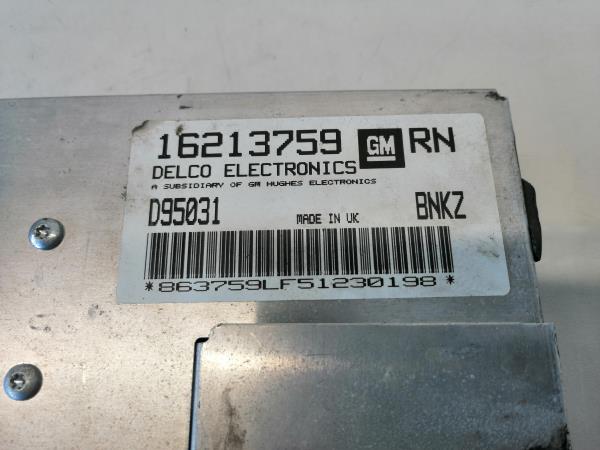 16213759 GM RN
DELCO ELECTRONICS
A SUBSIDIARY OF GM HUGHES ELECTRONICS
D95031 MADE IN UK BNKZ
*863759LF51230198*